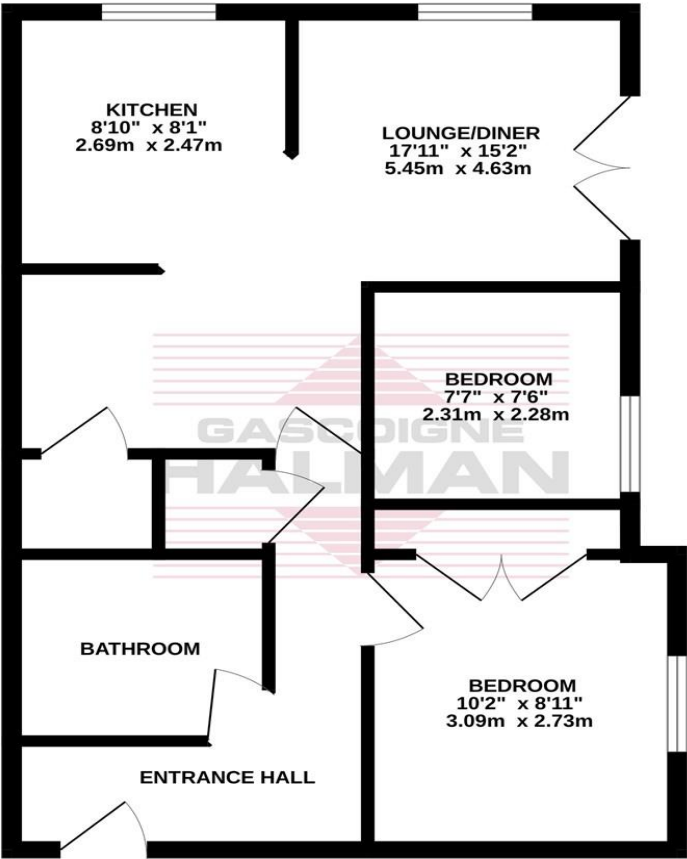 KITCHEN
8'10" x 8'1"
2.69m x 2.47m
LOUNGE/DINER
17'11" x 15'2"
5.45m x 4.63m
BEDROOM
7'7" x 7'6"
2.31m x 2.28m
GASCOIGNE
HALMAN
BATHROOM
BEDROOM
10'2" x 8'11"
3.09m x 2.73m
ENTRANCE HALL